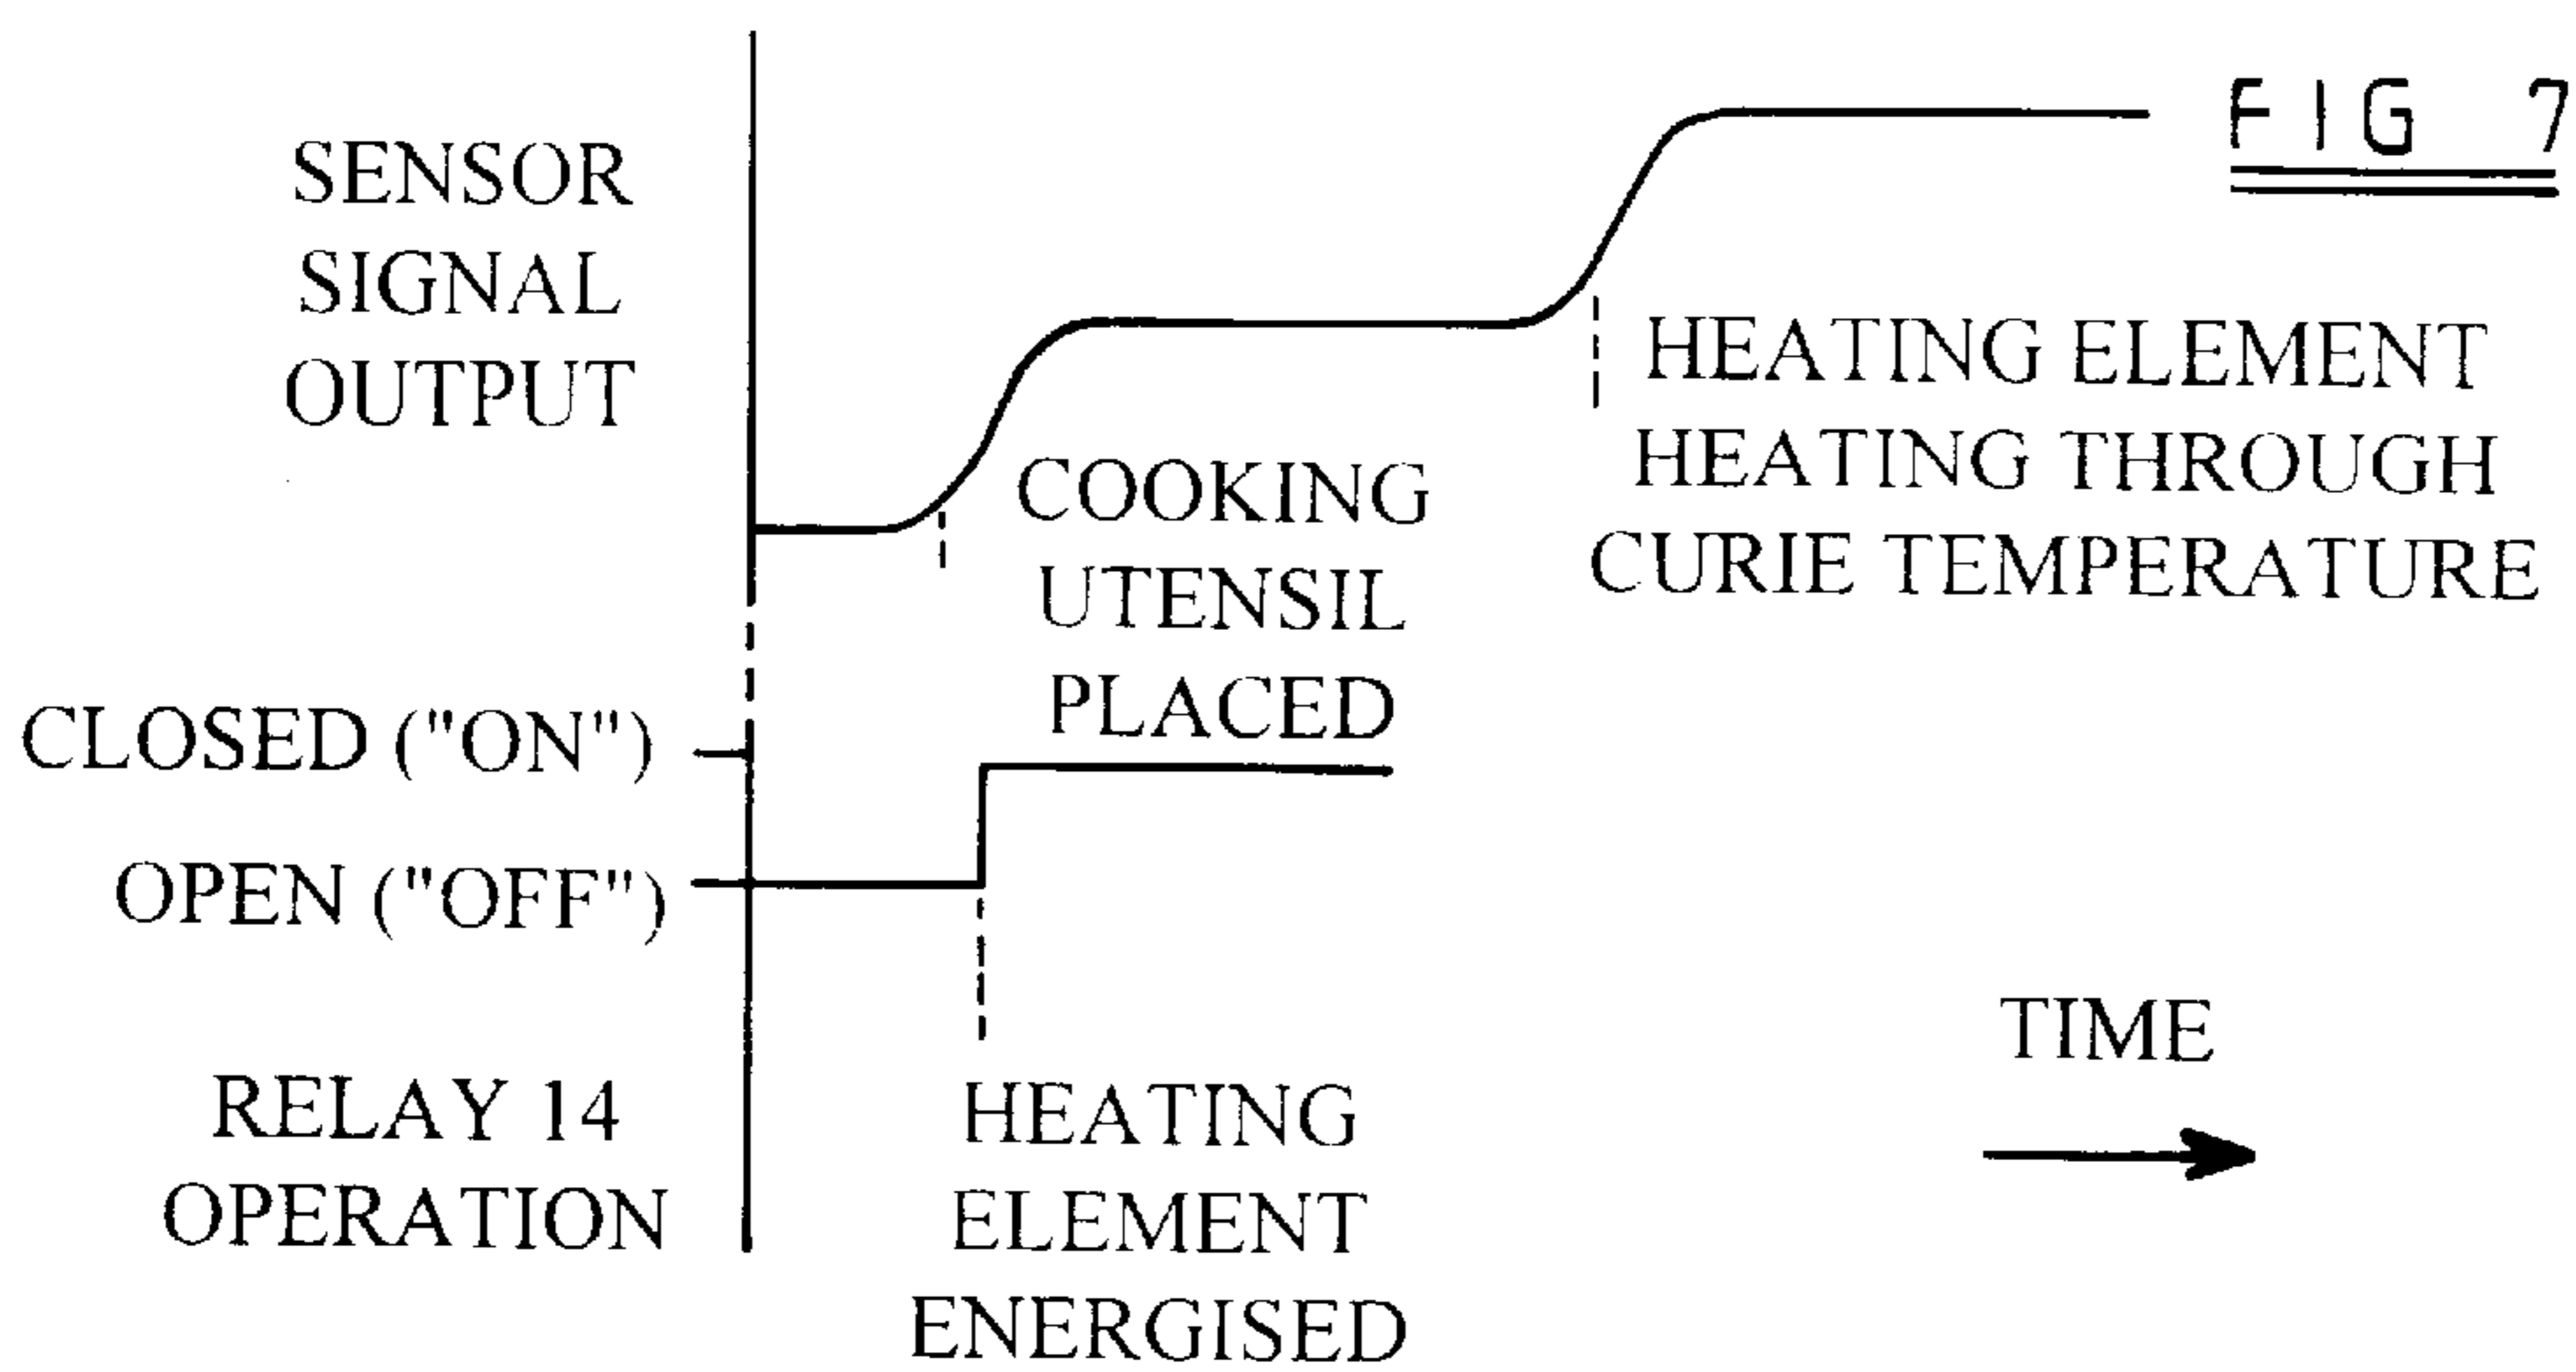 FIG 7
SENSOR
SIGNAL
OUTPUT
HEATING ELEMENT
HEATING THROUGH
CURIE TEMPERATURE
COOKING
UTENSIL
PLACED
CLOSED ("ON")
OPEN ("OFF")
RELAY 14
OPERATION
HEATING
ELEMENT
ENERGISED
TIME